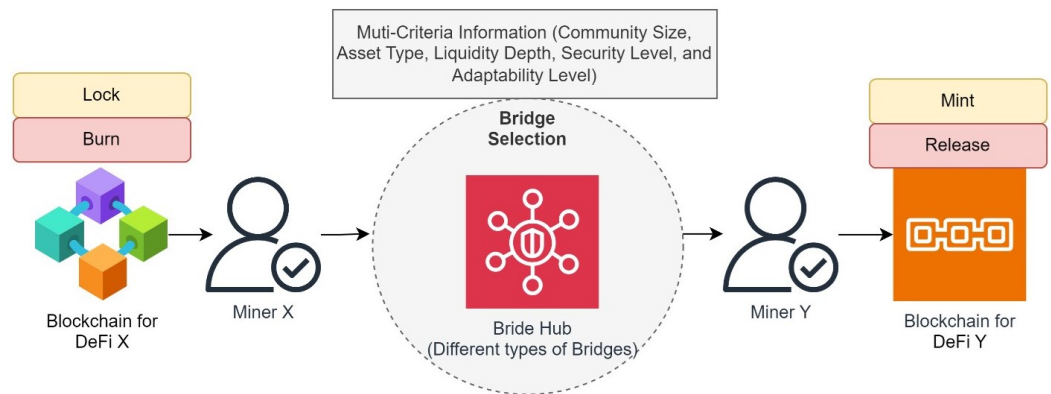 Muti-Criteria Information (Community Size,
Asset Type, Liquidity Depth, Security Level, and
Adaptability Level)
Lock
Burn
Bridge
Selection
Mint
Release
Blockchain for
DeFi X
Miner X
Bride Hub
(Different types of Bridges)
Miner Y
Blockchain for
DeFi Y